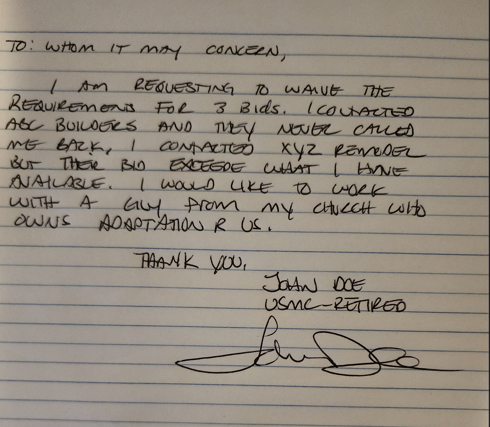 TO: WHOM IT MAY CONCERN,
I AM REQUESTING TO WAIVE THE
REQUIREMENTS FOR 3 BIDS. I CONTACTED
ABC BUILDERS AND THEY NEVER CALLED
ME BACK, I CONTACTED XYZ REMODEL
BUT THEIR BID EXCEEDE WHAT I HAVE
AVAILABLE. I WOULD LIKE TO WORK
WITH A GUY FROM MY CHURCH WHO
OWNS ADAPTATION R US.
THANK YOU,
JOHN DOE
USMC-RETIRED
John Doe